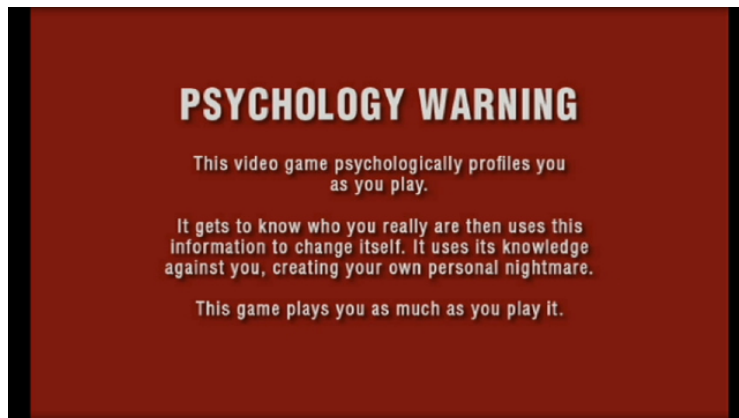 PSYCHOLOGY WARNING
This video game psychologically profiles you
as you play.
It gets to know who you really are then uses this
information to change itself. It uses its knowledge
against you, creating your own personal nightmare.
This game plays you as much as you play it.